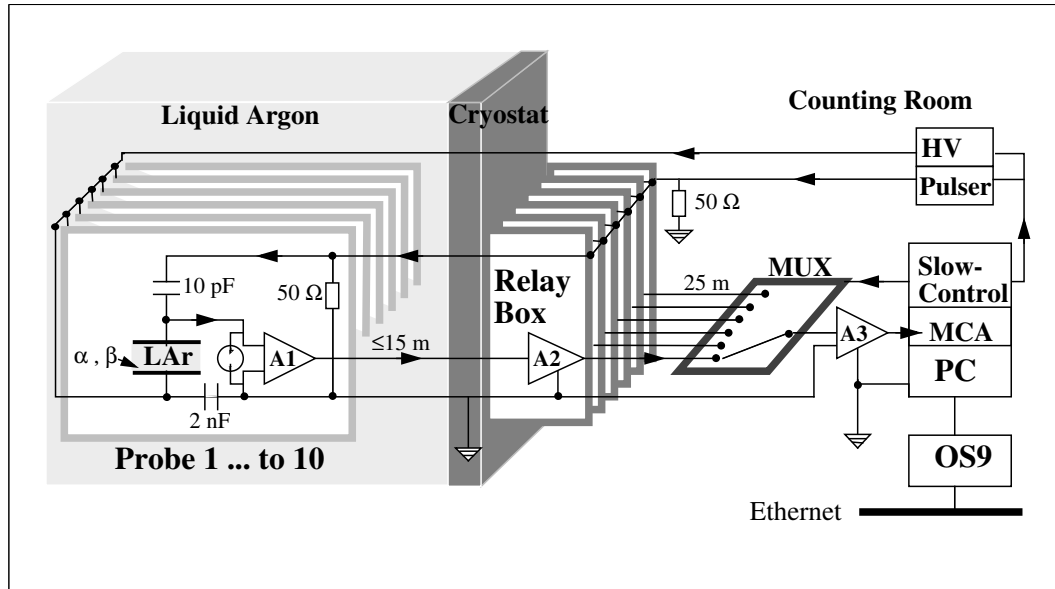 Counting Room
Liquid Argon
Cryostat
HV
Pulser
50 Ω
10 pF
50 Ω
Relay
Box
MUX
25 m
Slow-
Control
α , β
LAr
A1
≤15 m
A2
A3
MCA
PC
2 nF
Probe 1 ... to 10
OS9
Ethernet